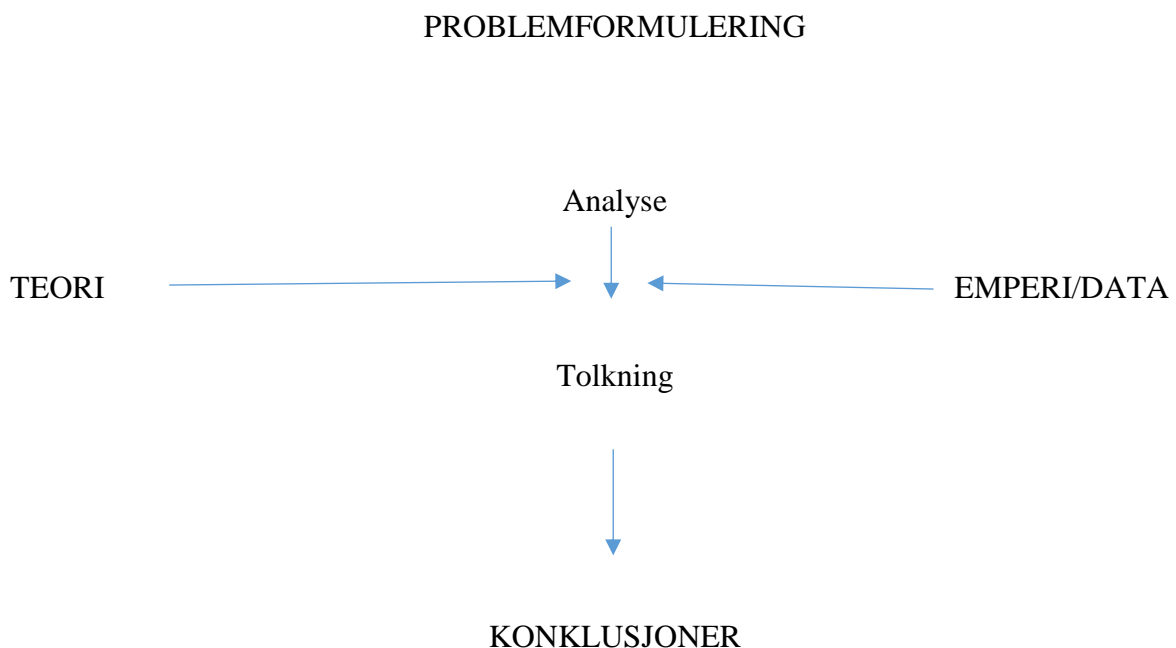 PROBLEMFORMULERING
Analyse
TEORI
EMPERI/DATA
Tolkning
KONKLUSJONER